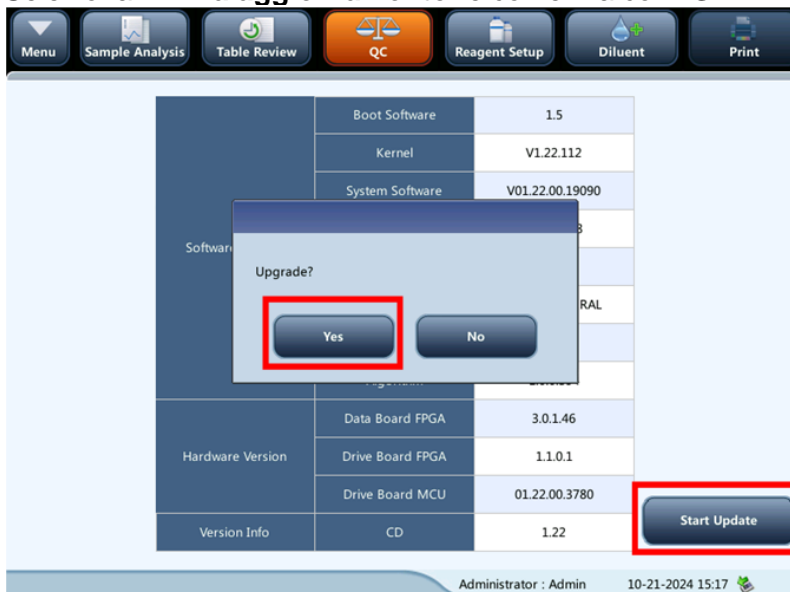 Menu
Sample Analysis
Table Review
QC
Reagent Setup
Diluent
Print
Boot Software
1.5
Kernel
V1.22.112
System Software
V01.22.00.19090
Upgrade?
RAL
Yes
No
Data Board FPGA
3.0.1.46
Hardware Version
Drive Board FPGA
1.1.0.1
Drive Board MCU
01.22.00.3780
Version Info
CD
1.22
Start Update
Administrator : Admin
10-21-2024 15:17